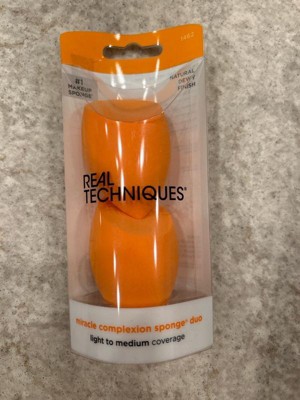 #1
MAKEUP
SPONGE
NATURAL
DEWY
FINISH
REAL
TECHNIQUES®
miracle complexion sponge® duo
light to medium coverage